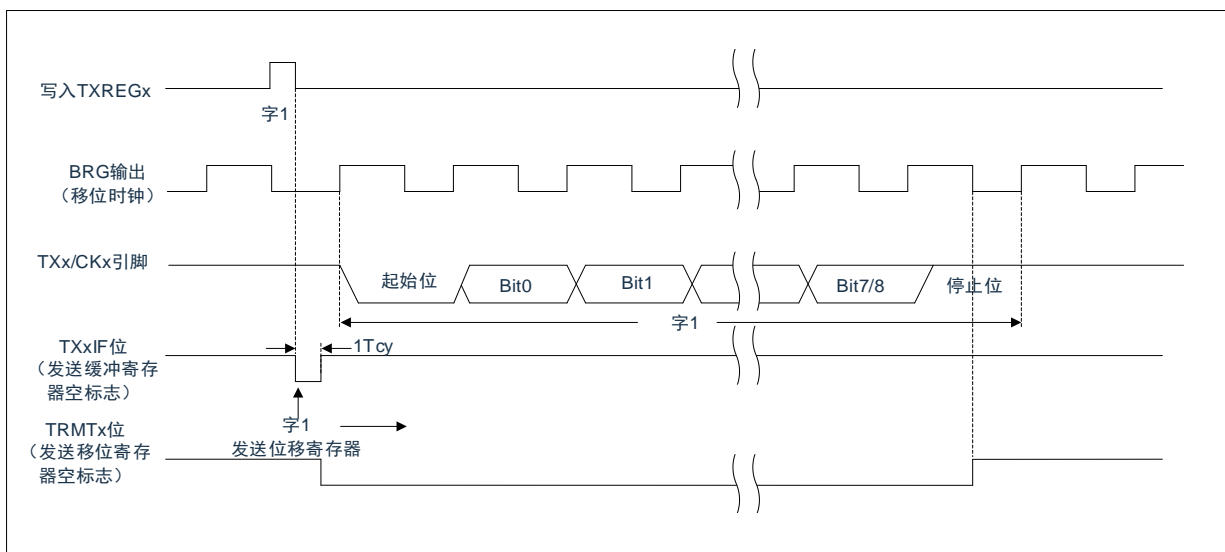 写入TXREGx
字1
BRG输出
（移位时钟）
TXx/CKx引脚
起始位
Bit0
Bit1
Bit7/8
停止位
字1
TXxIF位
（发送缓冲寄存
器空标志）
1Tcy
字1
发送位移寄存器
TRMTx位
（发送移位寄存
器空标志）